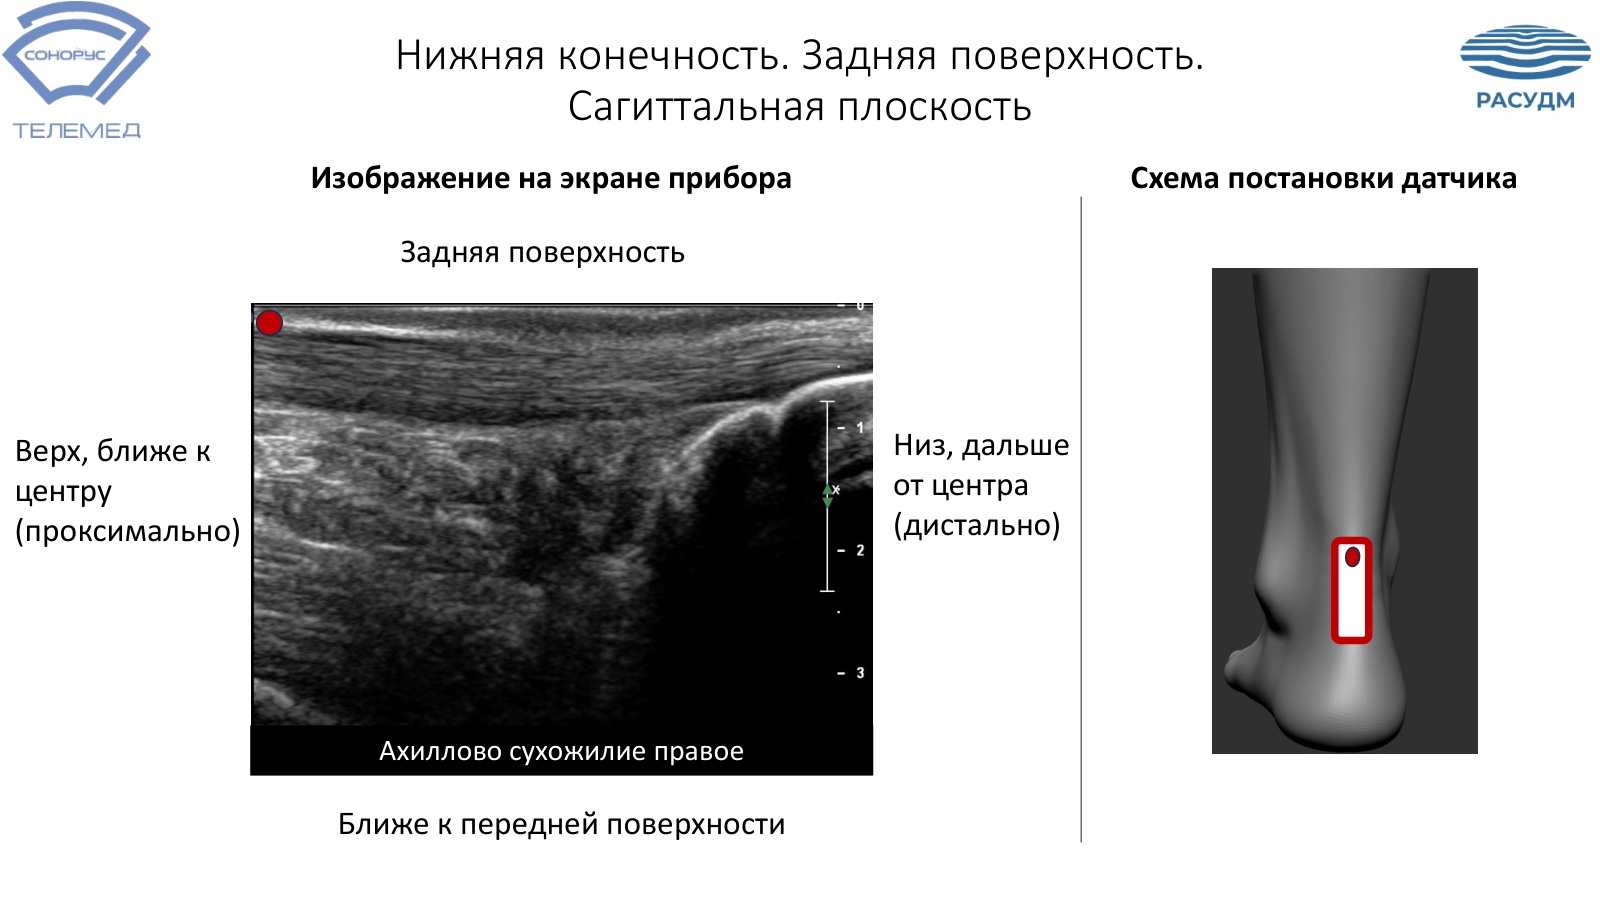 СОНОРУС
ТЕЛЕМЕД
Нижняя конечность. Задняя поверхность.
Сагиттальная плоскость
РАСУДМ
Изображение на экране прибора
Схема постановки датчика
Задняя поверхность
0
1
x
2
3
Верх, ближе к
центру
(проксимально)
Низ, дальше
от центра
(дистально)
Ахиллово сухожилие правое
Ближе к передней поверхности